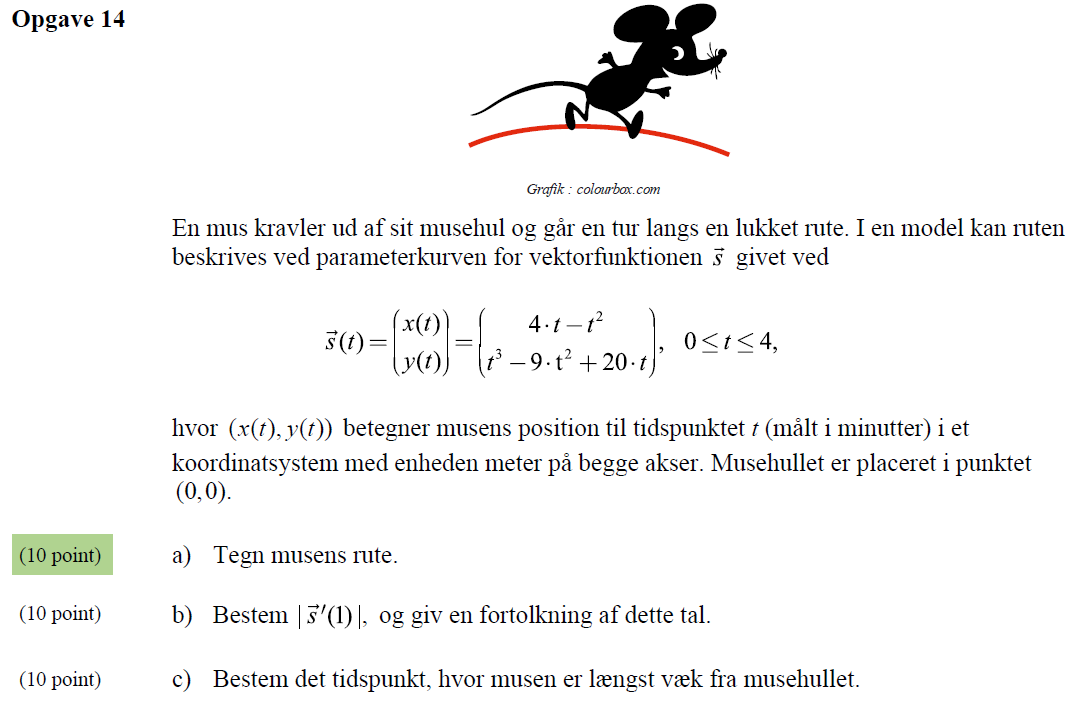 Opgave 14
Grafik : colourbox.com
En mus kravler ud af sit musehul og går en tur langs en lukket rute. I en model kan ruten
beskrives ved parameterkurven for vektorfunktionen s⃗ givet ved
s⃗(t) = (x(t) y(t)) = (4·t − t² t³ − 9·t² + 20·t), 0 ≤ t ≤ 4,
hvor (x(t), y(t)) betegner musens position til tidspunktet t (målt i minutter) i et
koordinatsystem med enheden meter på begge akser. Musehullet er placeret i punktet
(0,0).
(10 point) a) Tegn musens rute.
(10 point) b) Bestem |s⃗′(1)|, og giv en fortolkning af dette tal.
(10 point) c) Bestem det tidspunkt, hvor musen er længst væk fra musehullet.